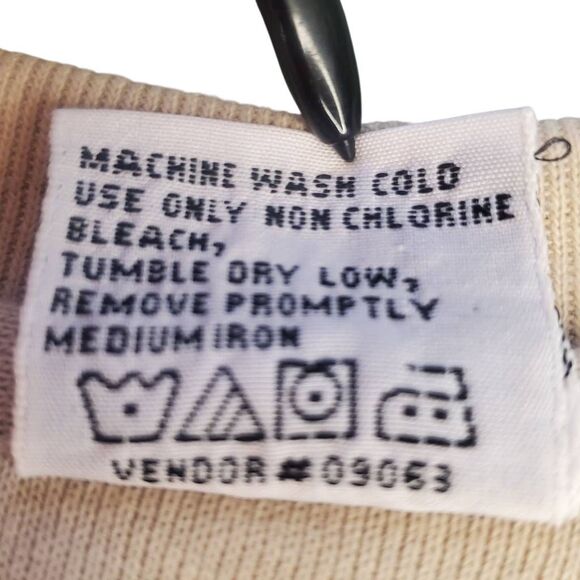 MACHINE WASH COLD
USE ONLY NON CHLORINE
BLEACH,
TUMBLE DRY LOW,
REMOVE PROMPTLY
MEDIUM IRON
VENDOR # 09063